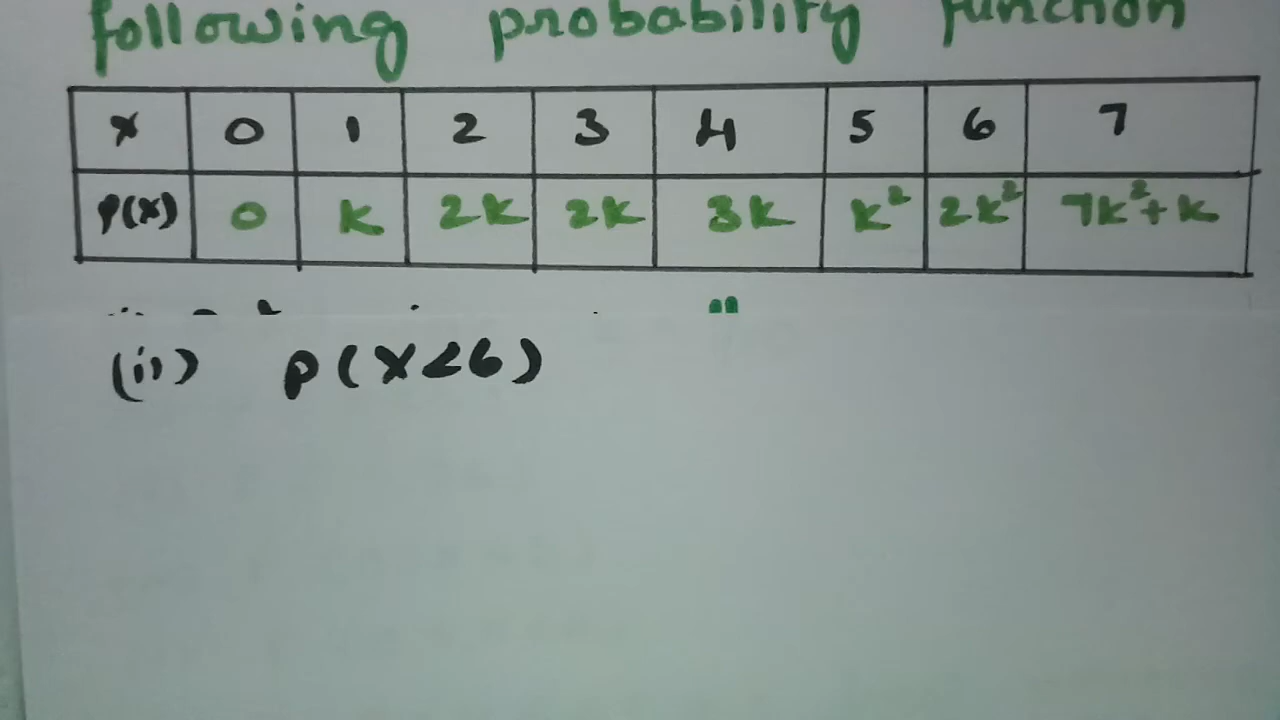 following probability function
x 0 1 2 3 4 5 6 7
P(x) 0 k 2k 2k 3k k² 2k² 7k²+k
(ii) P(X<6)